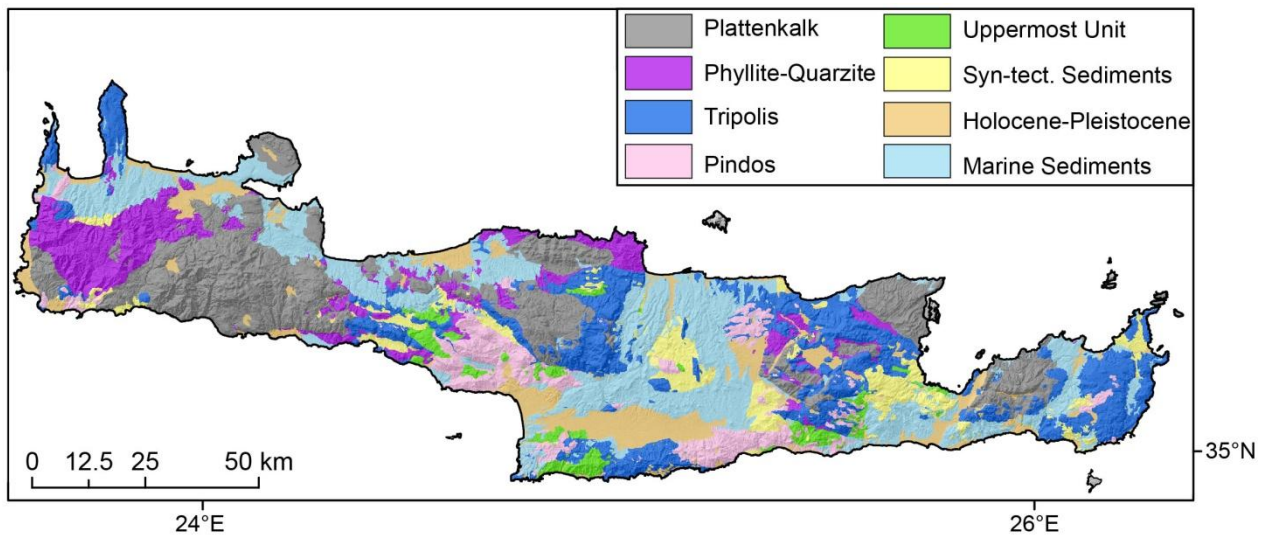 Plattenkalk
Phyllite-Quarzite
Tripolis
Pindos
Uppermost Unit
Syn-tect. Sediments
Holocene-Pleistocene
Marine Sediments
0 12.5 25 50 km
35°N
24°E 26°E